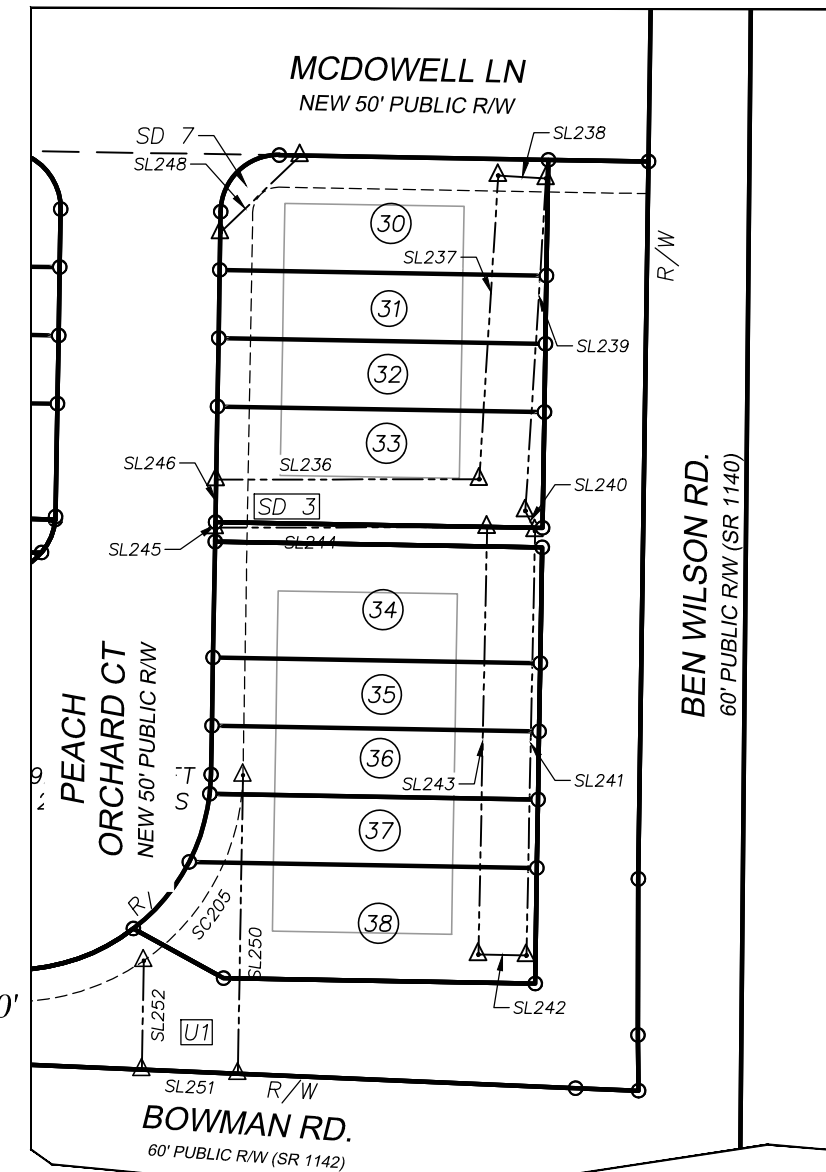 MCDOWELL LN
NEW 50' PUBLIC R/W
SD 7
SL238
SL248
30
SL237
R/W
31
SL239
32
33
SL246
SL236
SL240
SD 3
SL245
SL244
BEN WILSON RD.
60' PUBLIC R/W (SR 1140)
34
PEACH
ORCHARD CT
NEW 50' PUBLIC R/W
35
36
SL243
SL241
9
T
S
37
R/
SC205
38
SL250
0'
SL252
U1
SL242
SL251
R/W
BOWMAN RD.
60' PUBLIC R/W (SR 1142)